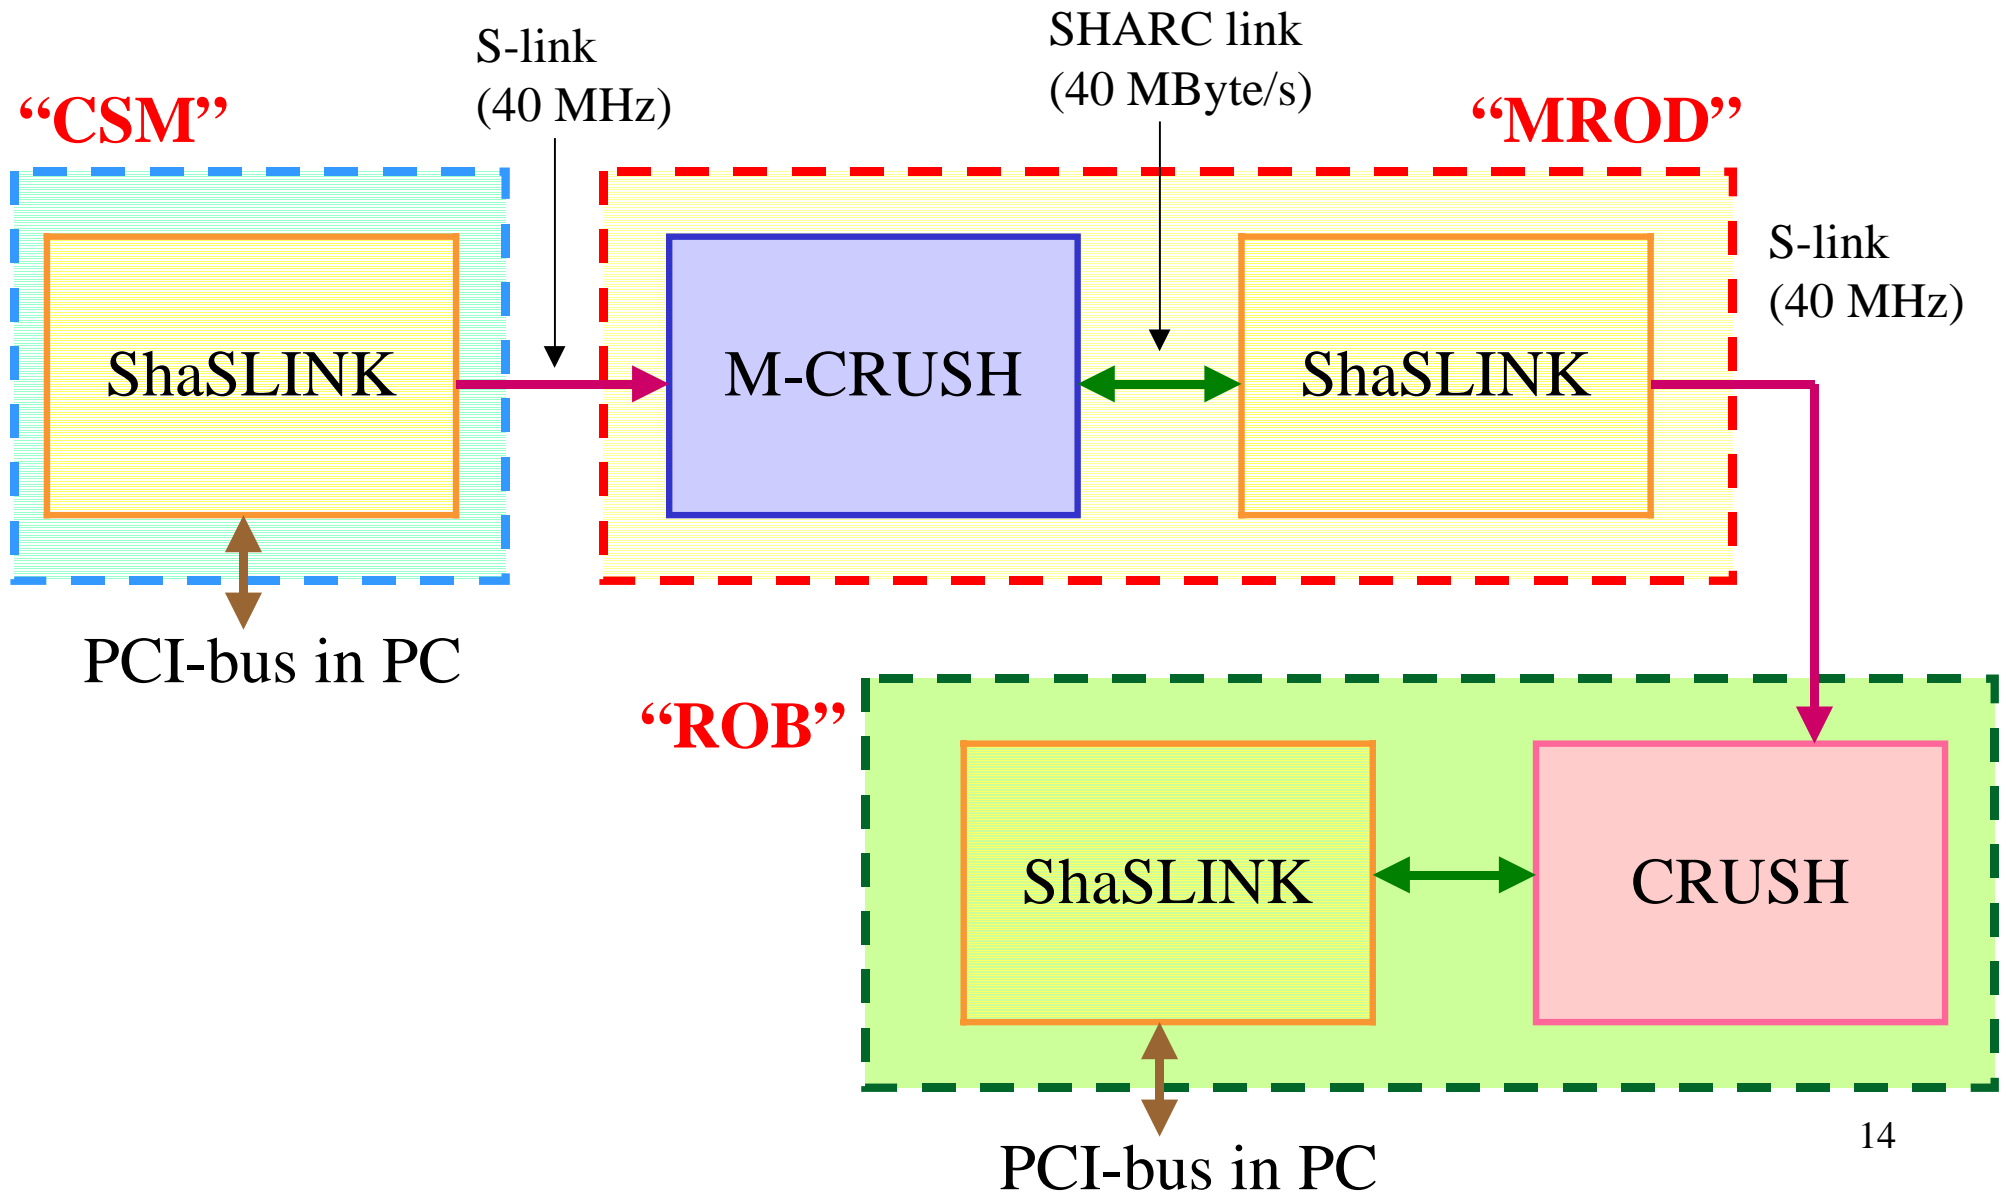 S-link
(40 MHz)
SHARC link
(40 MByte/s)
“CSM”
“MROD”
S-link
(40 MHz)
ShaSLINK
M-CRUSH
ShaSLINK
PCI-bus in PC
“ROB”
ShaSLINK
CRUSH
14
PCI-bus in PC